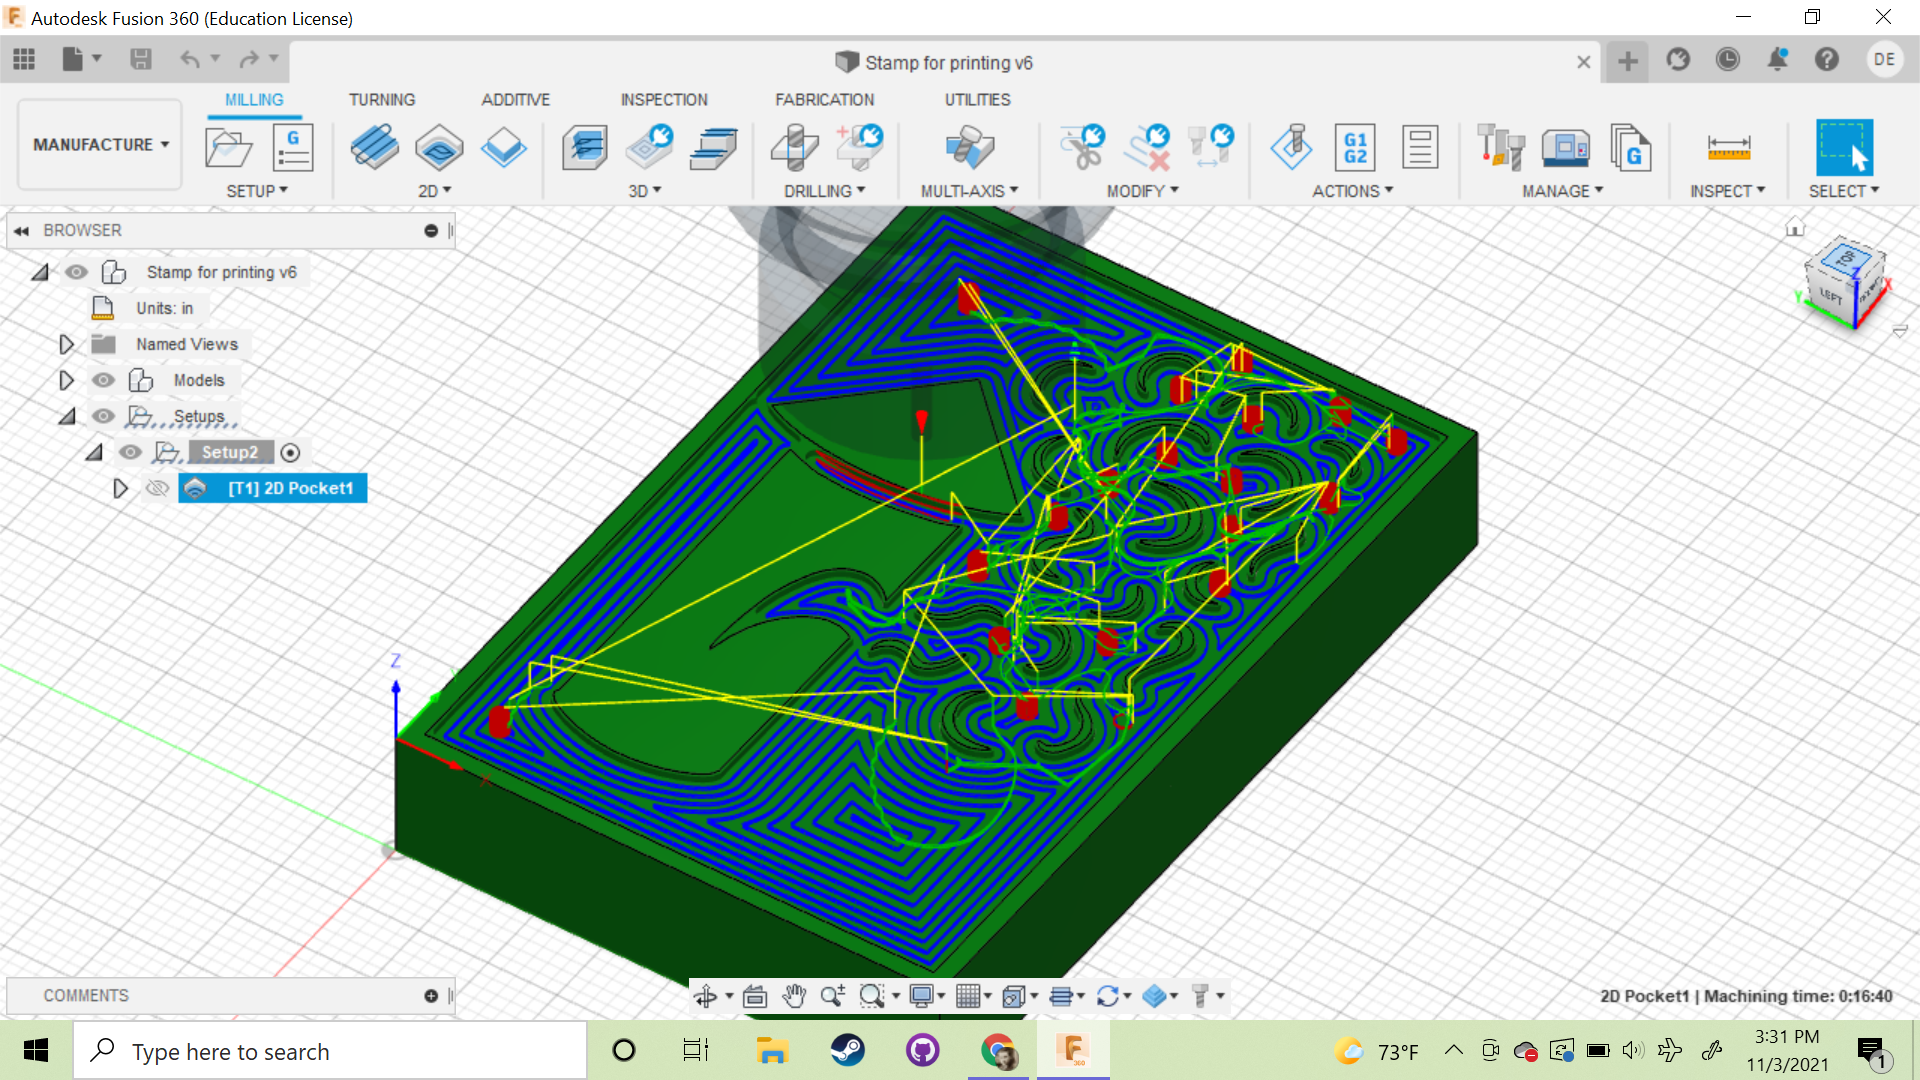 Autodesk Fusion 360 (Education License)
Stamp for printing v6
DE
MANUFACTURE
MILLING TURNING ADDITIVE INSPECTION FABRICATION UTILITIES
G
G1
G2
G
SETUP 2D 3D DRILLING MULTI-AXIS MODIFY ACTIONS MANAGE INSPECT SELECT
BROWSER
Stamp for printing v6
Units: in
Named Views
Models
Setups
Setup2
[T1] 2D Pocket1
TOP
LEFT
Z
X
Y
Z
X
COMMENTS
2D Pocket1 | Machining time: 0:16:40
Type here to search
73°F
3:31 PM
11/3/2021
1